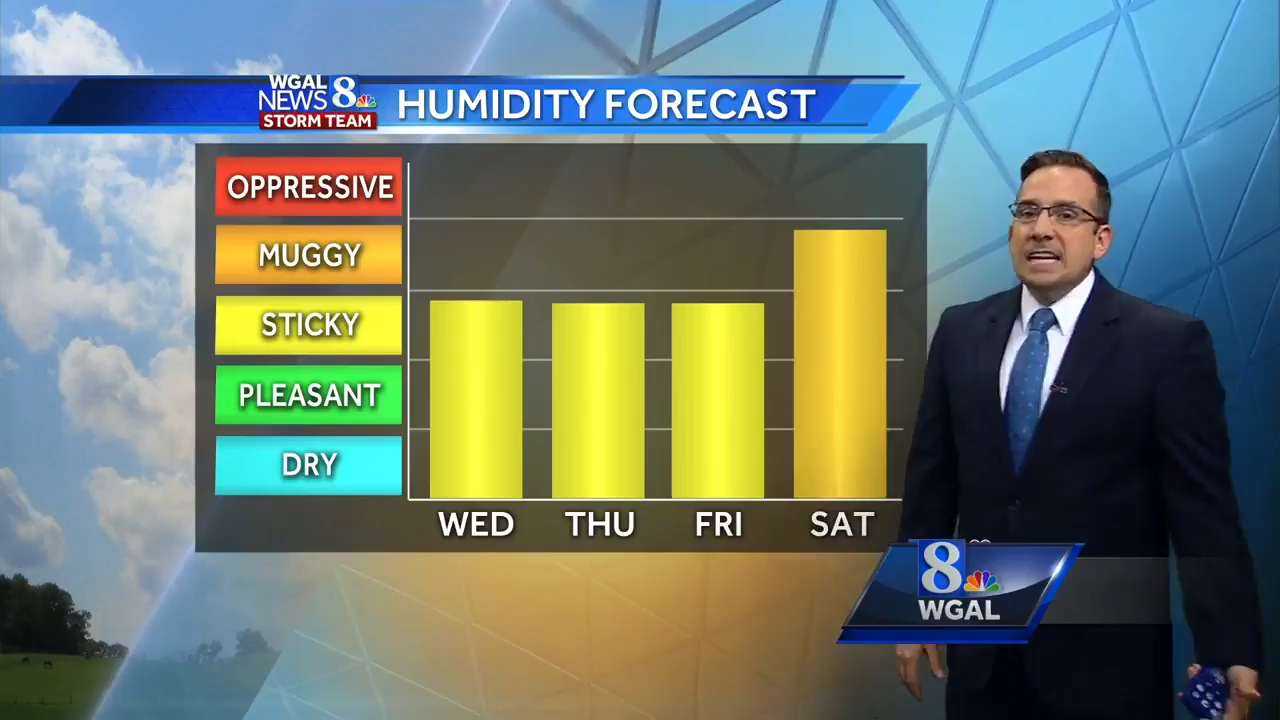 WGAL
NEWS 8
STORM TEAM
HUMIDITY FORECAST
OPPRESSIVE
MUGGY
STICKY
PLEASANT
DRY
WED THU FRI SAT
8
WGAL